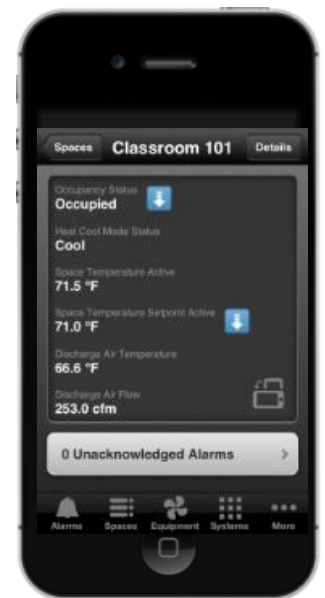 Spaces Classroom 101 Details
Occupancy Status
Occupied
Heat Cool Mode Status
Cool
Space Temperature Active
71.5 °F
Space Temperature Setpoint Active
71.0 °F
Discharge Air Temperature
66.6 °F
Discharge Air Flow
253.0 cfm
0 Unacknowledged Alarms
Alarms Spaces Equipment Systems More